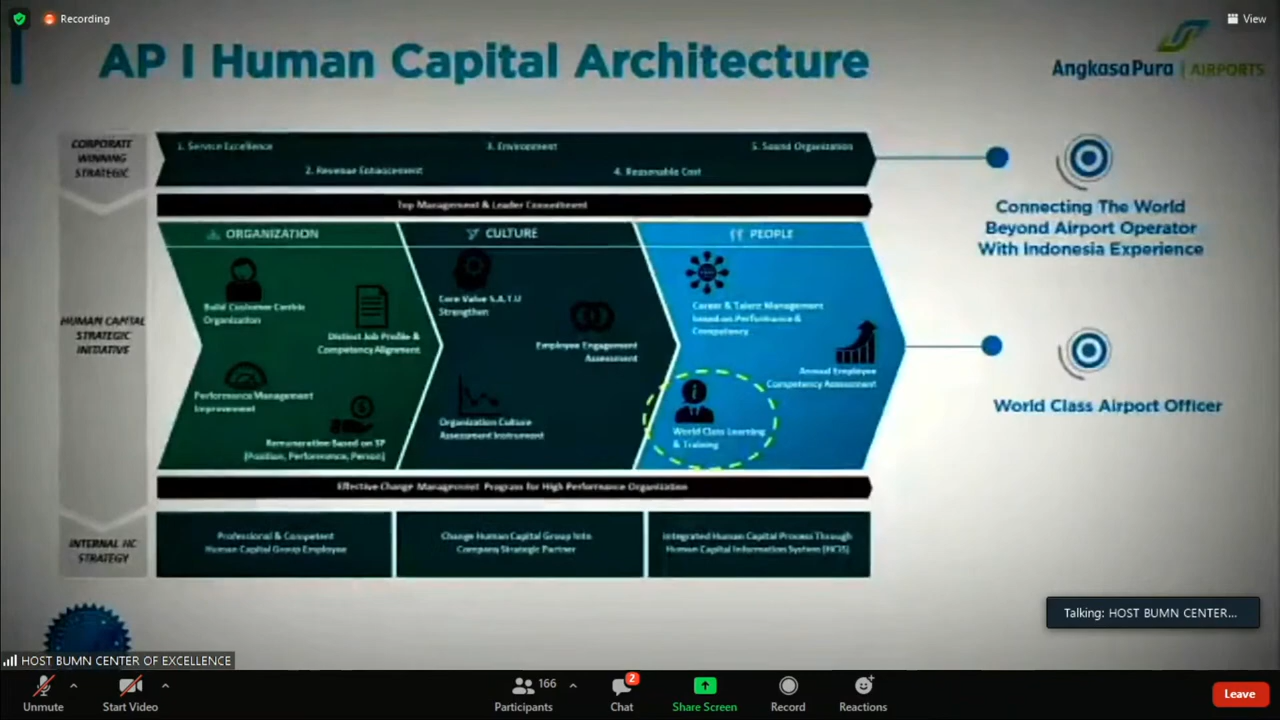 Recording
View
AP I Human Capital Architecture
AngkasaPura | AIRPORTS
CORPORATE
WINNING
STRATEGIC
1. Service Excellence
3. Environment
5. Sound Organization
2. Revenue Enhancement
4. Reasonable Cost
Top Management & Leader Commitment
Connecting The World
Beyond Airport Operator
With Indonesia Experience
HUMAN CAPITAL
STRATEGIC
INITIATIVE
ORGANIZATION
Build Customer Centric
Organization
Distinct Job Profile &
Competency Alignment
Performance Management
Improvement
Remuneration Based on 3P
(Position, Performance, Person)
CULTURE
Core Value S.A.T.U
Strengthen
Employee Engagement
Assessment
Organization Culture
Assessment Instrument
PEOPLE
Career & Talent Management
based on Performance &
Competency
Annual Employee
Competency Assessment
World Class Learning
& Training
World Class Airport Officer
Effective Change Management Program for High Performance Organization
INTERNAL HC
STRATEGY
Professional & Competent
Human Capital Group Employee
Change Human Capital Group Into
Company Strategic Partner
Integrated Human Capital Process Through
Human Capital Information System (HCIS)
Talking: HOST BUMN CENTER...
HOST BUMN CENTER OF EXCELLENCE
Unmute
Start Video
166
Participants
2
Chat
Share Screen
Record
Reactions
Leave